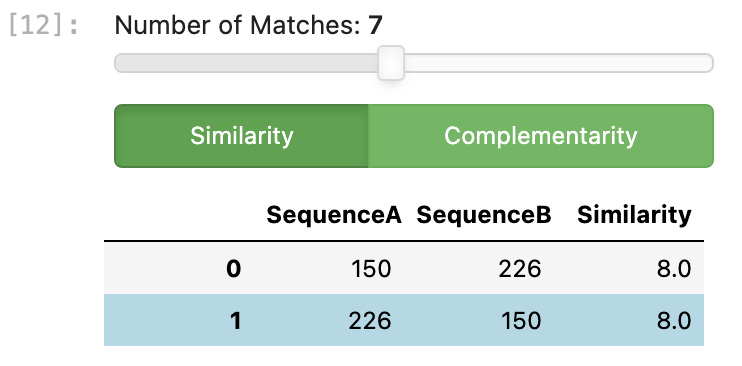 [12]: Number of Matches: 7
Similarity Complementarity
SequenceA SequenceB Similarity
0 150 226 8.0
1 226 150 8.0